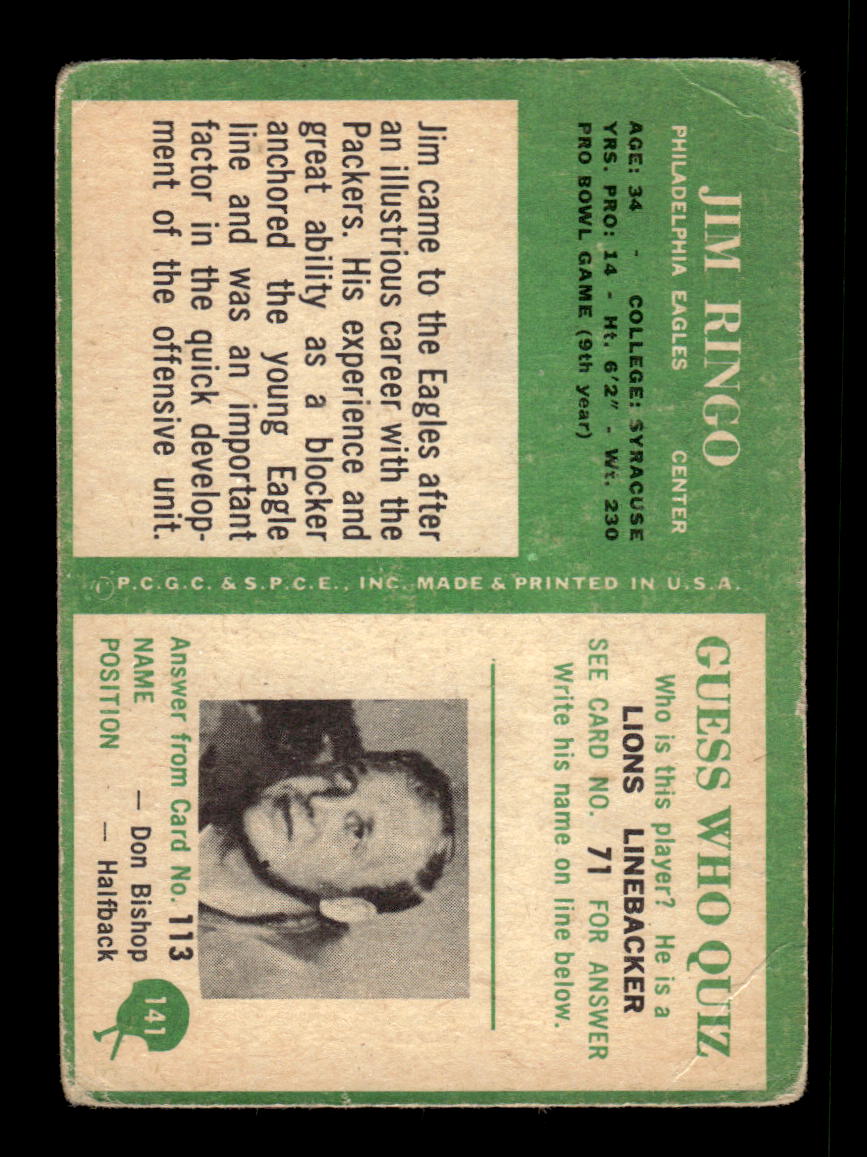 JIM RINGO
PHILADELPHIA EAGLES CENTER
AGE: 34 - COLLEGE: SYRACUSE
YRS. PRO: 14 - Ht. 6'2" - Wt. 230
PRO BOWL GAME (9th year)
Jim came to the Eagles after
an illustrious career with the
Packers. His experience and
great ability as a blocker
anchored the young Eagle
line and was an important
factor in the quick develop-
ment of the offensive unit.
© P.C.G.C. & S.P.C.E., INC. MADE & PRINTED IN U.S.A.
GUESS WHO QUIZ
Who is this player? He is a
LIONS LINEBACKER
SEE CARD NO. 71 FOR ANSWER
Write his name on line below.
Answer from Card No. 113
NAME — Don Bishop
POSITION — Halfback
141